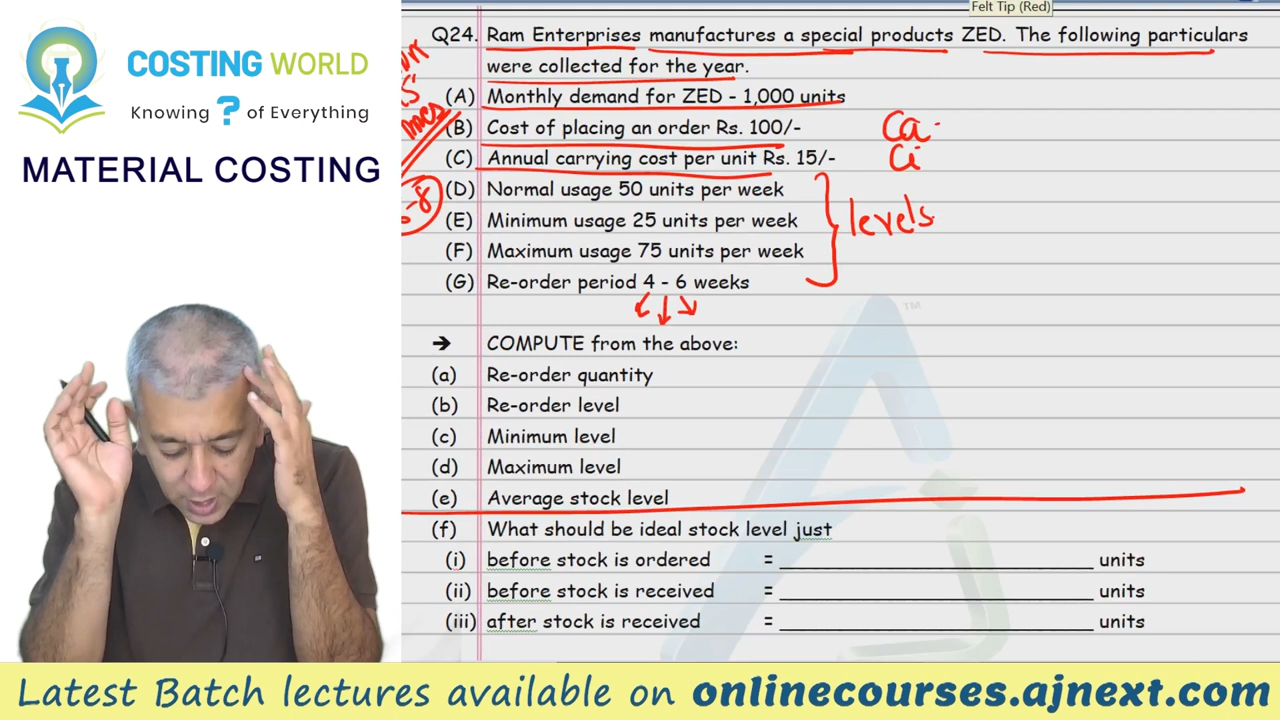 Felt Tip (Red)
COSTING WORLD
Knowing ? of Everything
MATERIAL COSTING
Q24. Ram Enterprises manufactures a special products ZED. The following particulars
were collected for the year.
(A) Monthly demand for ZED - 1,000 units
(B) Cost of placing an order Rs. 100/- Ca
(C) Annual carrying cost per unit Rs. 15/- Ci
(D) Normal usage 50 units per week
(E) Minimum usage 25 units per week levels
(F) Maximum usage 75 units per week
(G) Re-order period 4 - 6 weeks
→ COMPUTE from the above:
(a) Re-order quantity
(b) Re-order level
(c) Minimum level
(d) Maximum level
(e) Average stock level
(f) What should be ideal stock level just
(i) before stock is ordered = ______________________________ units
(ii) before stock is received = ______________________________ units
(iii) after stock is received = ______________________________ units
TM
Latest Batch lectures available on onlinecourses.ajnext.com